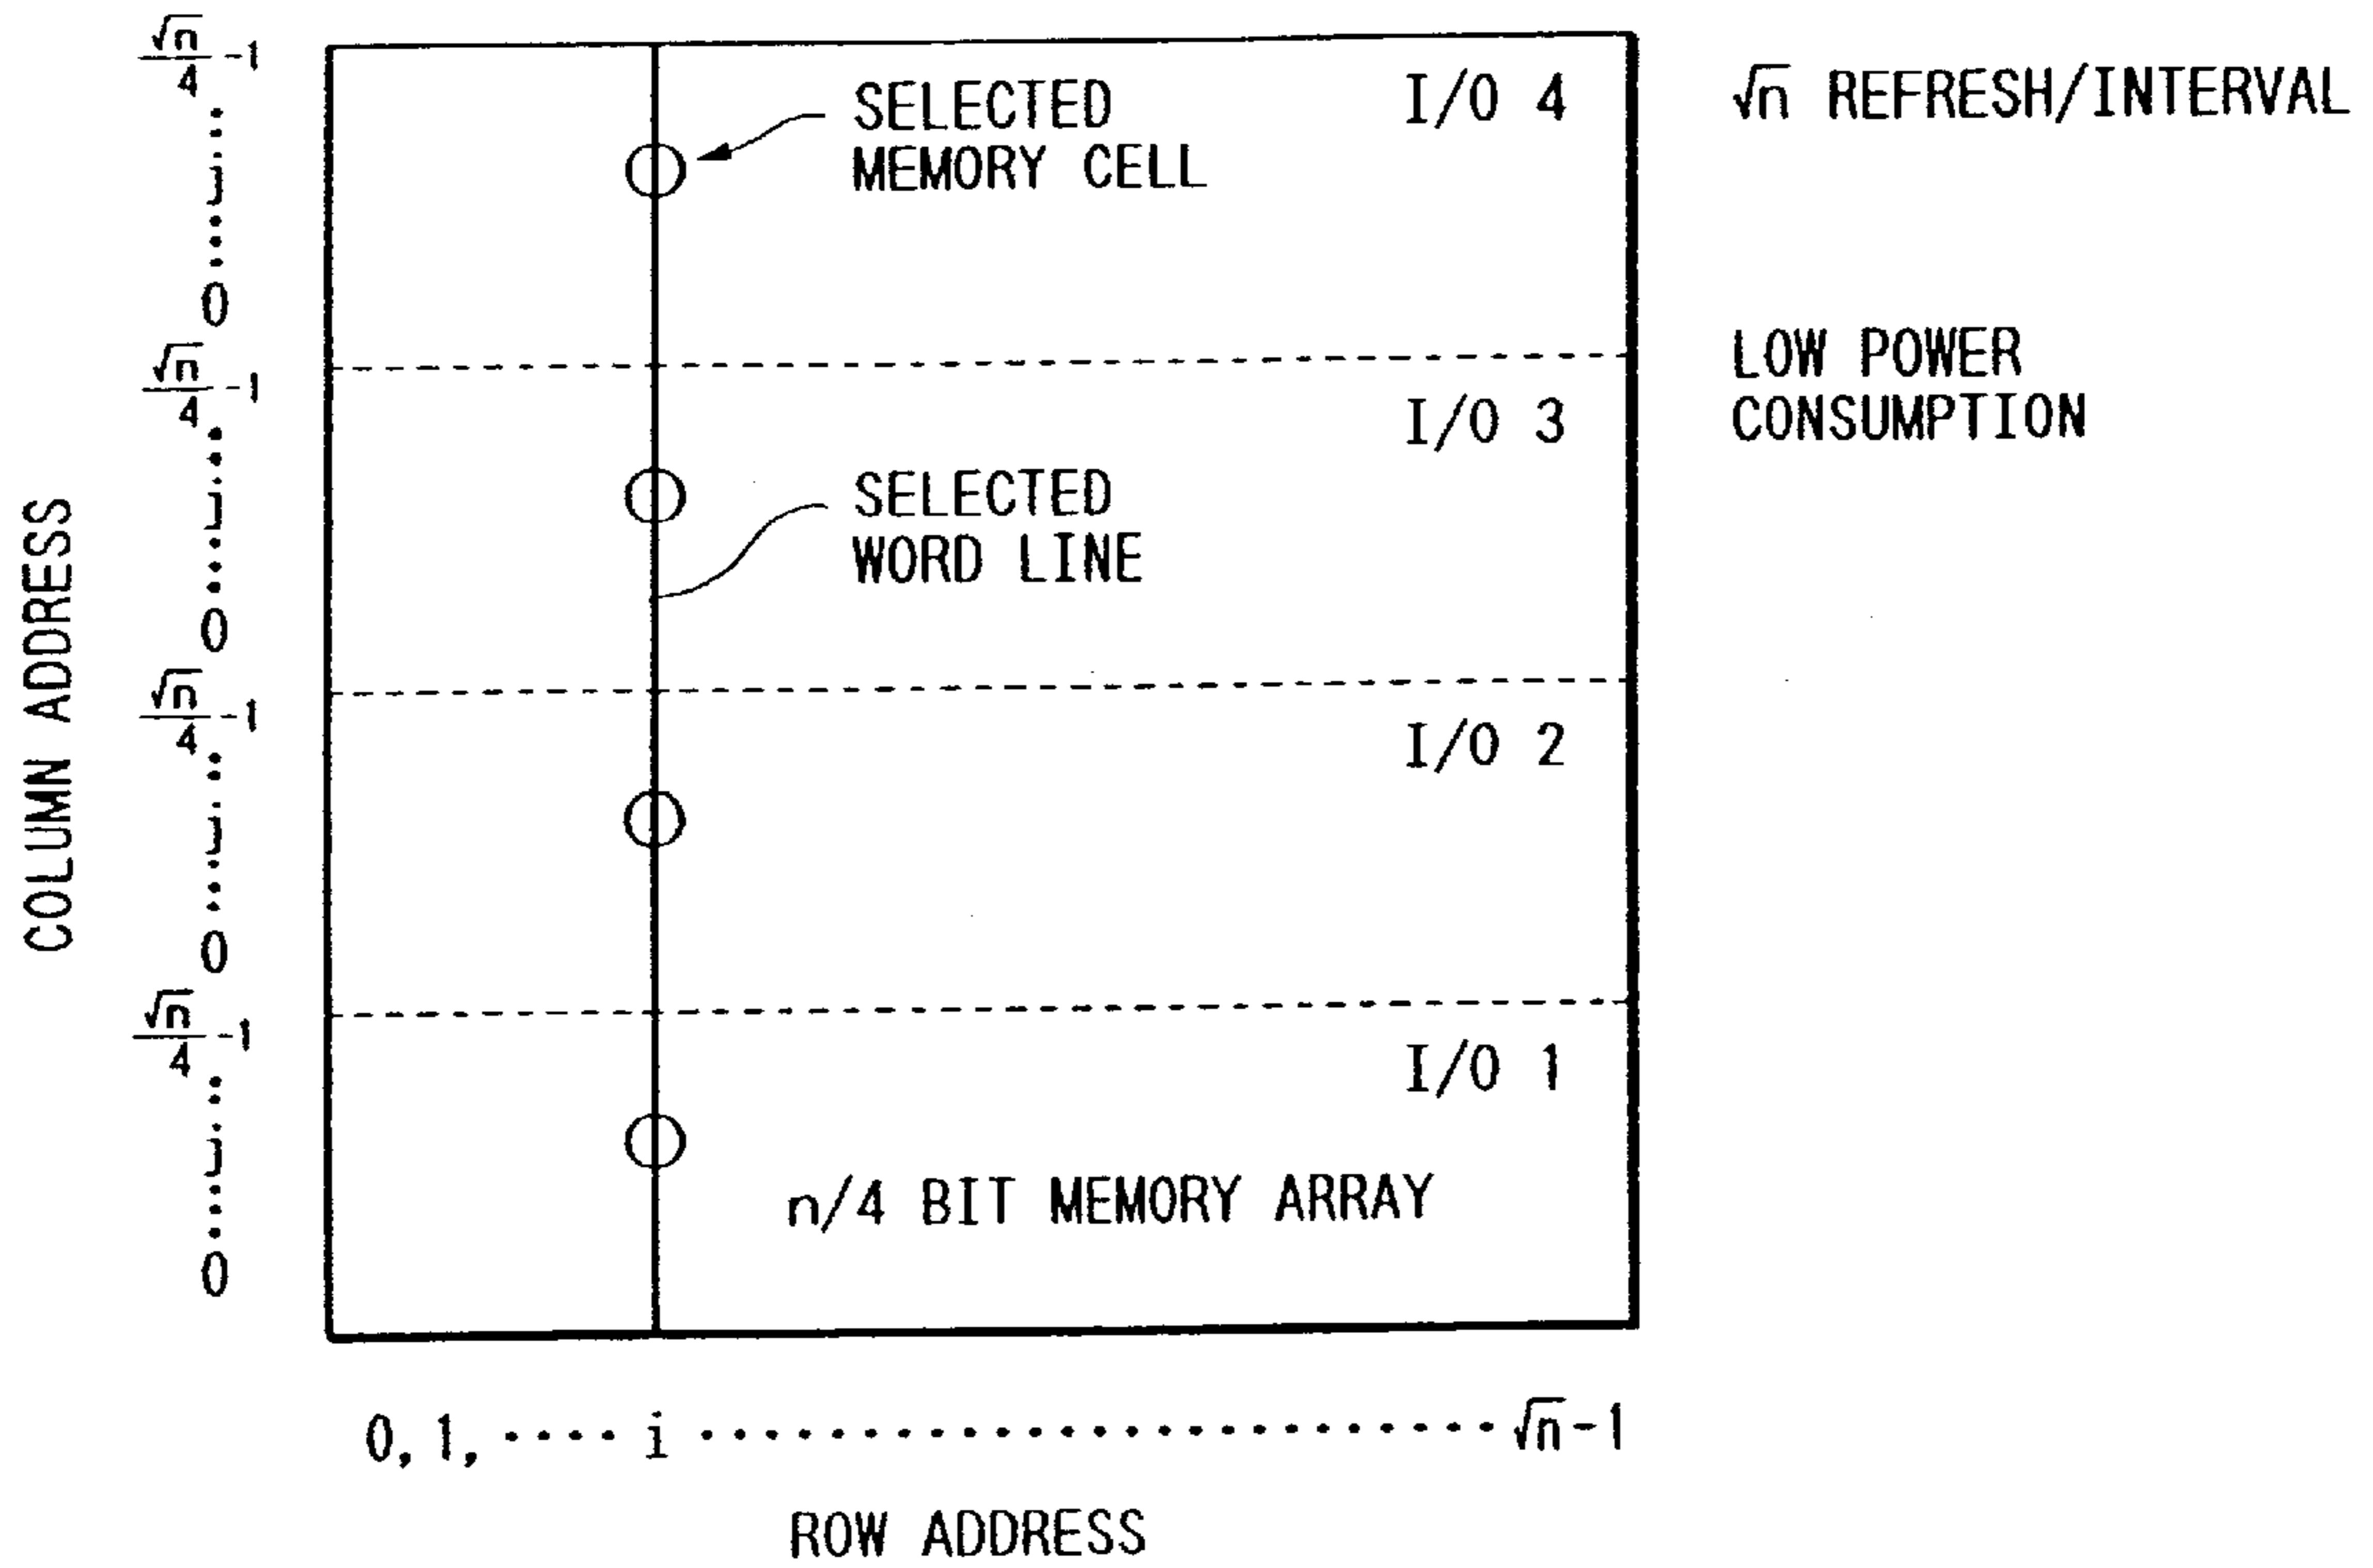 √n/4 -1
j
0
√n/4 -1
j
0
√n/4 -1
j
0
√n/4 -1
j
0
COLUMN ADDRESS
SELECTED
MEMORY CELL
I/O 4
I/O 3
SELECTED
WORD LINE
I/O 2
I/O 1
n/4 BIT MEMORY ARRAY
√n REFRESH/INTERVAL
LOW POWER
CONSUMPTION
0, 1, ···· i ························· √n-1
ROW ADDRESS